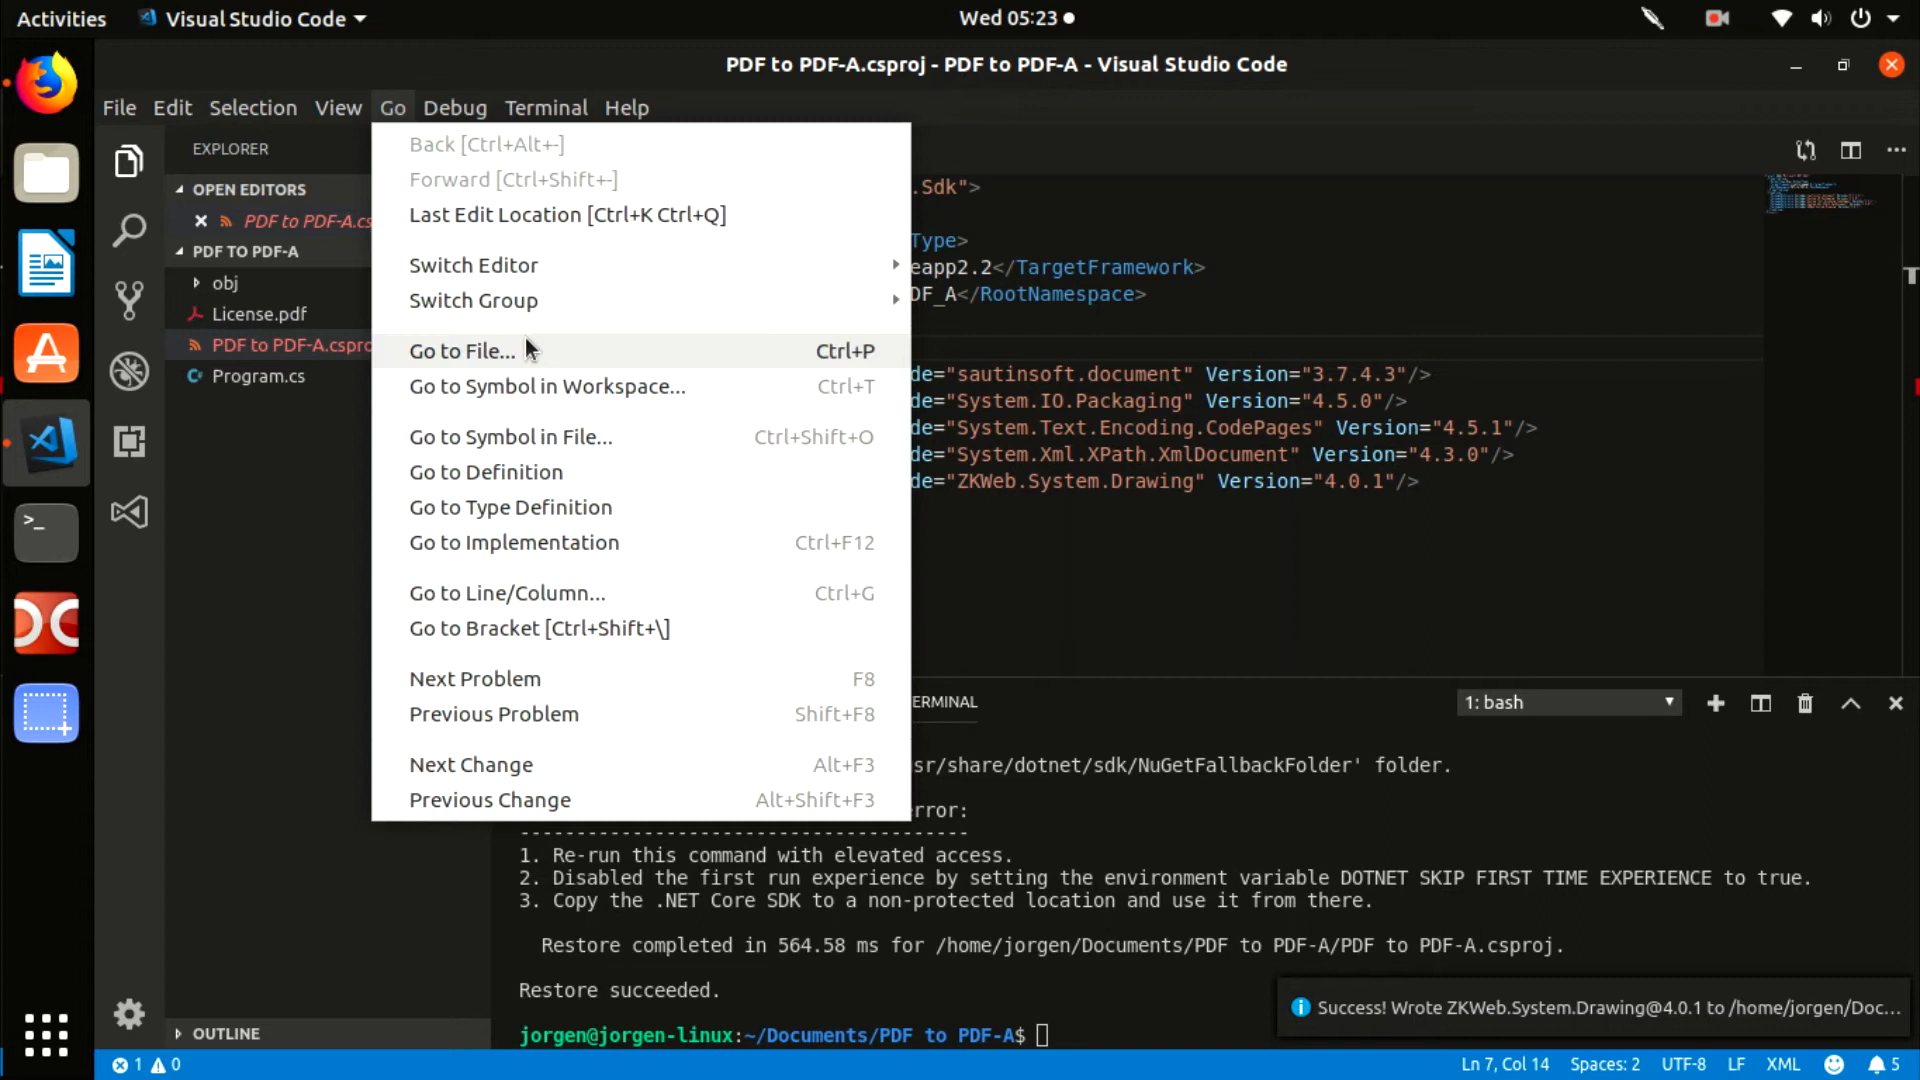 Activities Visual Studio Code Wed 05:23
PDF to PDF-A.csproj - PDF to PDF-A - Visual Studio Code
File Edit Selection View Go Debug Terminal Help
EXPLORER
OPEN EDITORS
PDF to PDF-A.cs
PDF TO PDF-A
obj
License.pdf
PDF to PDF-A.cspro
Program.cs
OUTLINE
Back [Ctrl+Alt+-]
Forward [Ctrl+Shift+-]
Last Edit Location [Ctrl+K Ctrl+Q]
Switch Editor
Switch Group
Go to File... Ctrl+P
Go to Symbol in Workspace... Ctrl+T
Go to Symbol in File... Ctrl+Shift+O
Go to Definition
Go to Type Definition
Go to Implementation Ctrl+F12
Go to Line/Column... Ctrl+G
Go to Bracket [Ctrl+Shift+\]
Next Problem F8
Previous Problem Shift+F8
Next Change Alt+F3
Previous Change Alt+Shift+F3
.Sdk">
Type>
eapp2.2</TargetFramework>
DF_A</RootNamespace>
de="sautinsoft.document" Version="3.7.4.3"/>
de="System.IO.Packaging" Version="4.5.0"/>
de="System.Text.Encoding.CodePages" Version="4.5.1"/>
de="System.Xml.XPath.XmlDocument" Version="4.3.0"/>
de="ZKWeb.System.Drawing" Version="4.0.1"/>
ERMINAL
1: bash
sr/share/dotnet/sdk/NuGetFallbackFolder' folder.
rror:
----------------------------------------
1. Re-run this command with elevated access.
2. Disabled the first run experience by setting the environment variable DOTNET SKIP FIRST TIME EXPERIENCE to true.
3. Copy the .NET Core SDK to a non-protected location and use it from there.
Restore completed in 564.58 ms for /home/jorgen/Documents/PDF to PDF-A/PDF to PDF-A.csproj.
Restore succeeded.
jorgen@jorgen-linux:~/Documents/PDF to PDF-A$
Success! Wrote ZKWeb.System.Drawing@4.0.1 to /home/jorgen/Doc...
1 0
Ln 7, Col 14 Spaces: 2 UTF-8 LF XML 5